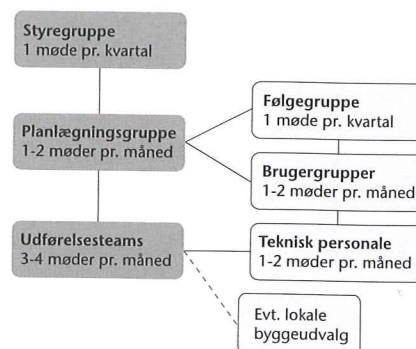 Styregruppe
1 møde pr. kvartal
Planlægningsgruppe
1-2 møder pr. måned
Udførelsesteams
3-4 møder pr. måned
Følgegruppe
1 møde pr. kvartal
Brugergrupper
1-2 møder pr. måned
Teknisk personale
1-2 møder pr. måned
Evt. lokale
byggeudvalg